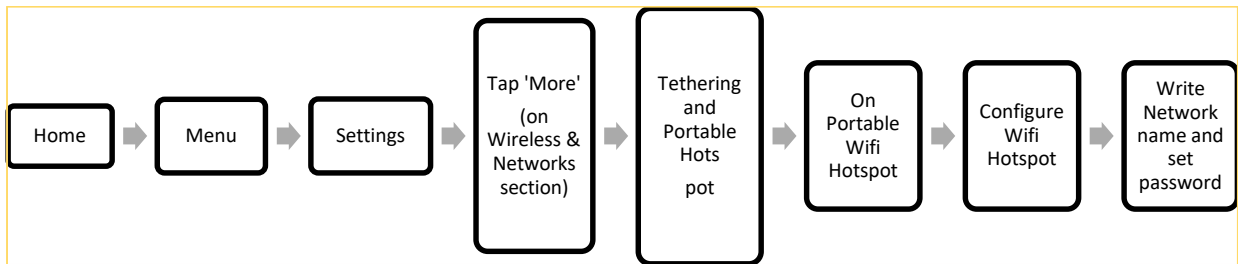 Home
Menu
Settings
Tap 'More'
(on
Wireless &
Networks
section)
Tethering
and
Portable
Hots
pot
On
Portable
Wifi
Hotspot
Configure
Wifi
Hotspot
Write
Network
name and
set
password